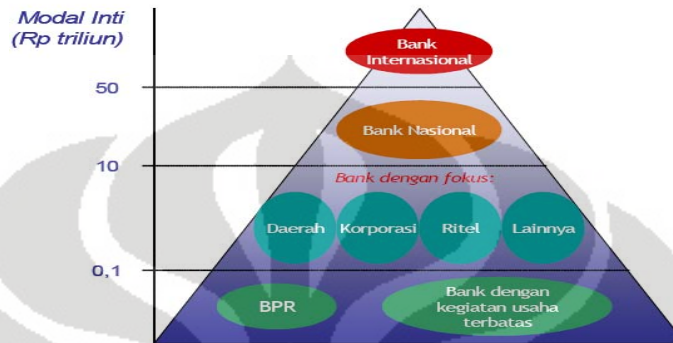 Modal Inti
(Rp triliun)
Bank
Internasional
50
Bank Nasional
10
Bank dengan fokus:
Daerah
Korporasi
Ritel
Lainnya
0,1
BPR
Bank dengan
kegiatan usaha
terbatas